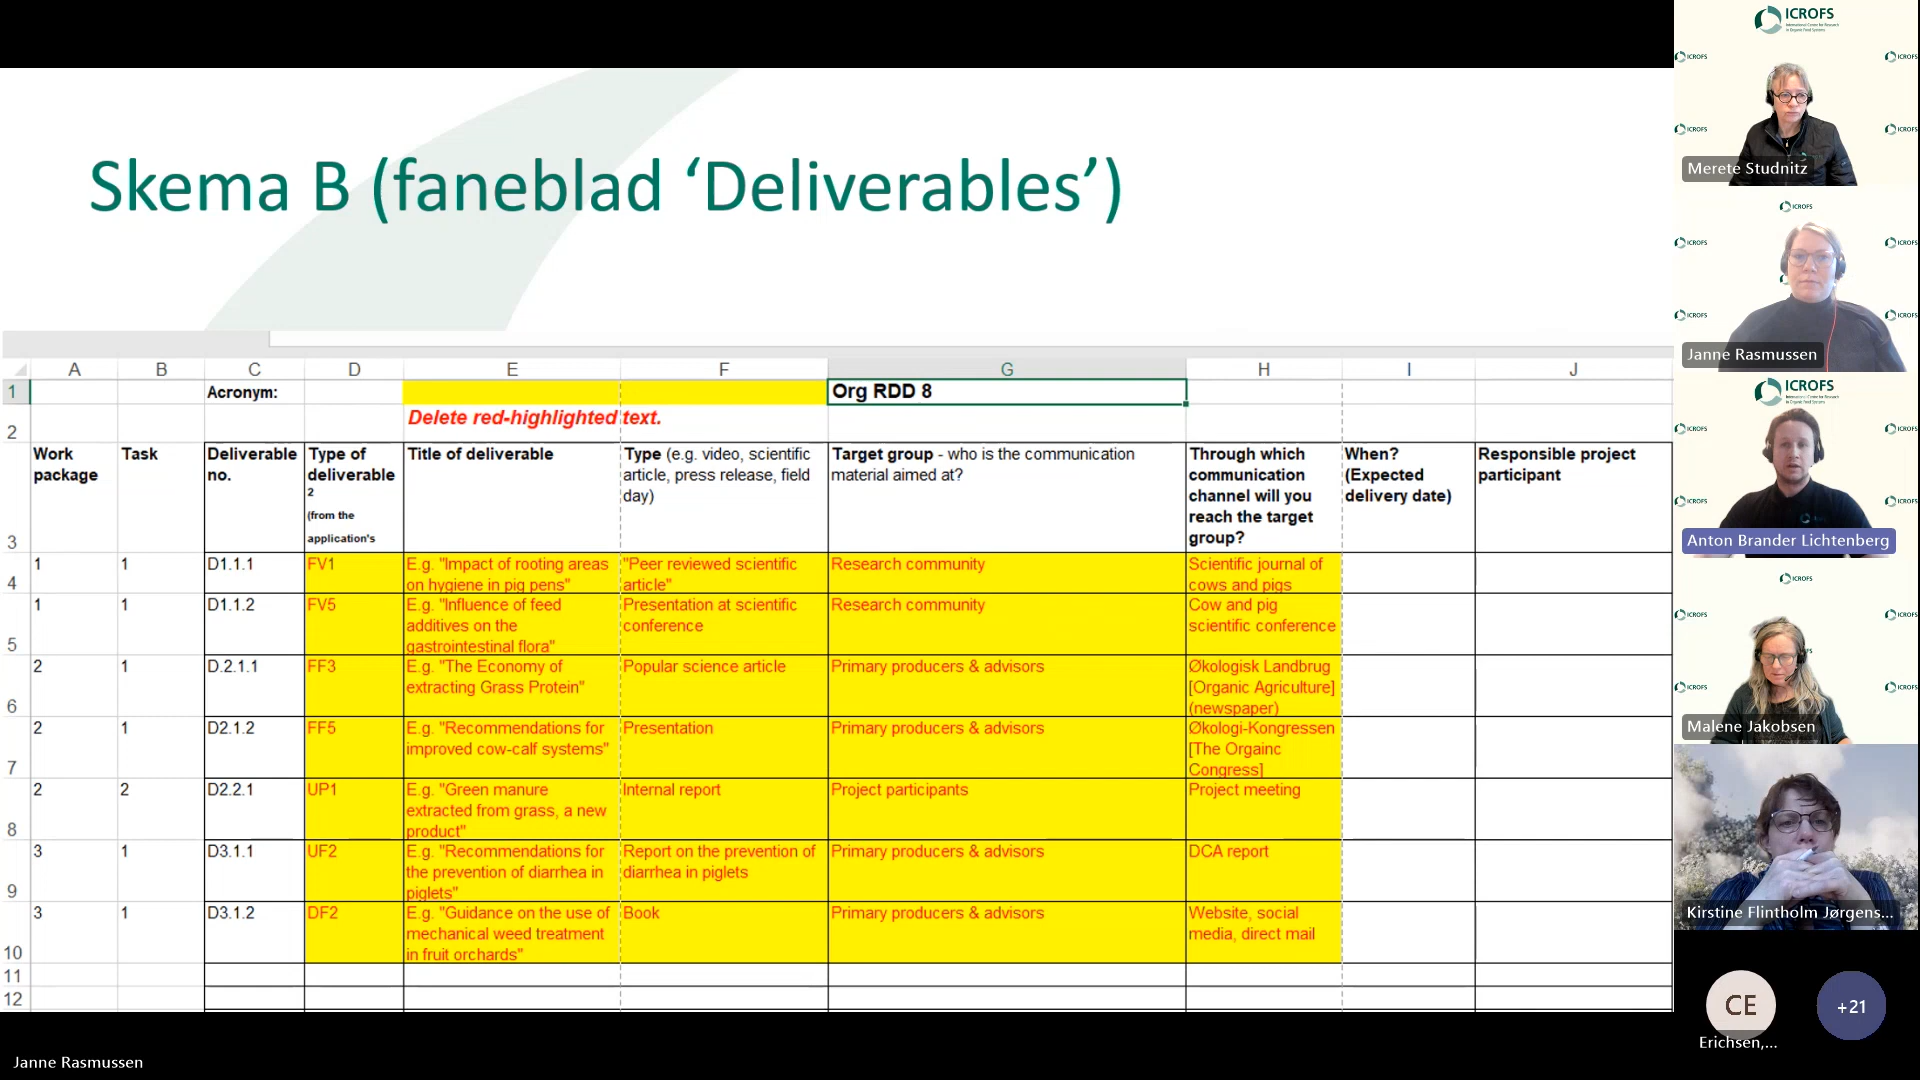 Skema B (faneblad ‘Deliverables’)
A B C D E F G H I J
1 Acronym: Org RDD 8
2 Delete red-highlighted text.
3 Work package Task Deliverable no. Type of deliverable 2 (from the application's Title of deliverable Type (e.g. video, scientific article, press release, field day) Target group - who is the communication material aimed at? Through which communication channel will you reach the target group? When? (Expected delivery date) Responsible project participant
4 1 1 D1.1.1 FV1 E.g. "Impact of rooting areas on hygiene in pig pens" "Peer reviewed scientific article" Research community Scientific journal of cows and pigs
5 1 1 D1.1.2 FV5 E.g. "Influence of feed additives on the gastrointestinal flora" Presentation at scientific conference Research community Cow and pig scientific conference
6 2 1 D.2.1.1 FF3 E.g. "The Economy of extracting Grass Protein" Popular science article Primary producers & advisors Økologisk Landbrug [Organic Agriculture] (newspaper)
7 2 1 D2.1.2 FF5 E.g. "Recommendations for improved cow-calf systems" Presentation Primary producers & advisors Økologi-Kongressen [The Orgainc Congress]
8 2 2 D2.2.1 UP1 E.g. "Green manure extracted from grass, a new product" Internal report Project participants Project meeting
9 3 1 D3.1.1 UF2 E.g. "Recommendations for the prevention of diarrhea in piglets" Report on the prevention of diarrhea in piglets Primary producers & advisors DCA report
10 3 1 D3.1.2 DF2 E.g. "Guidance on the use of mechanical weed treatment in fruit orchards" Book Primary producers & advisors Website, social media, direct mail
11
12
Janne Rasmussen
ICROFS
Merete Studnitz
ICROFS
Janne Rasmussen
ICROFS
Anton Brander Lichtenberg
ICROFS
Malene Jakobsen
Kirstine Flintholm Jørgens...
CE
Erichsen,...
+21